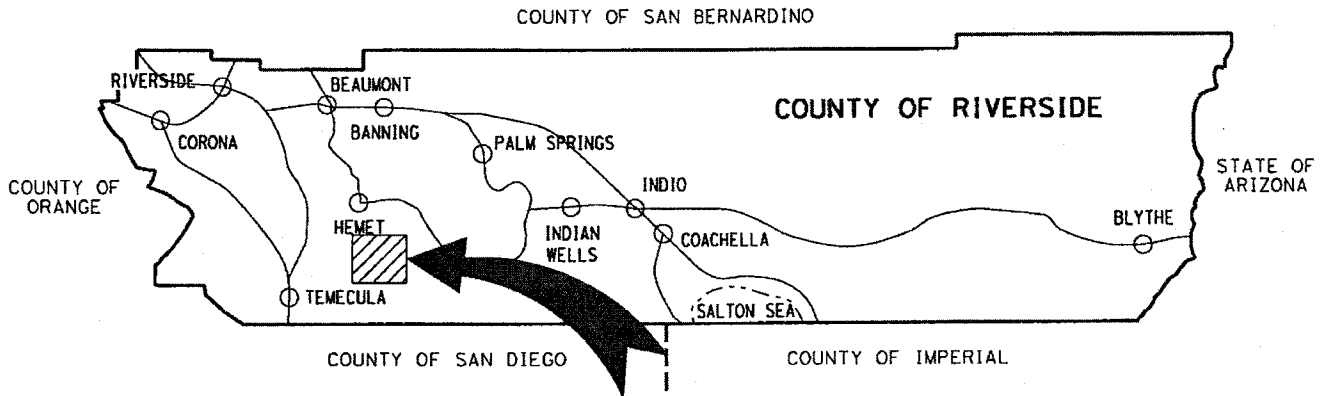 COUNTY OF SAN BERNARDINO
RIVERSIDE
BEAUMONT
COUNTY OF RIVERSIDE
BANNING
CORONA
PALM SPRINGS
STATE OF
ARIZONA
COUNTY OF
ORANGE
INDIO
HEMET
BLYTHE
INDIAN
WELLS
COACHELLA
TEMECULA
SALTON SEA
COUNTY OF SAN DIEGO
COUNTY OF IMPERIAL